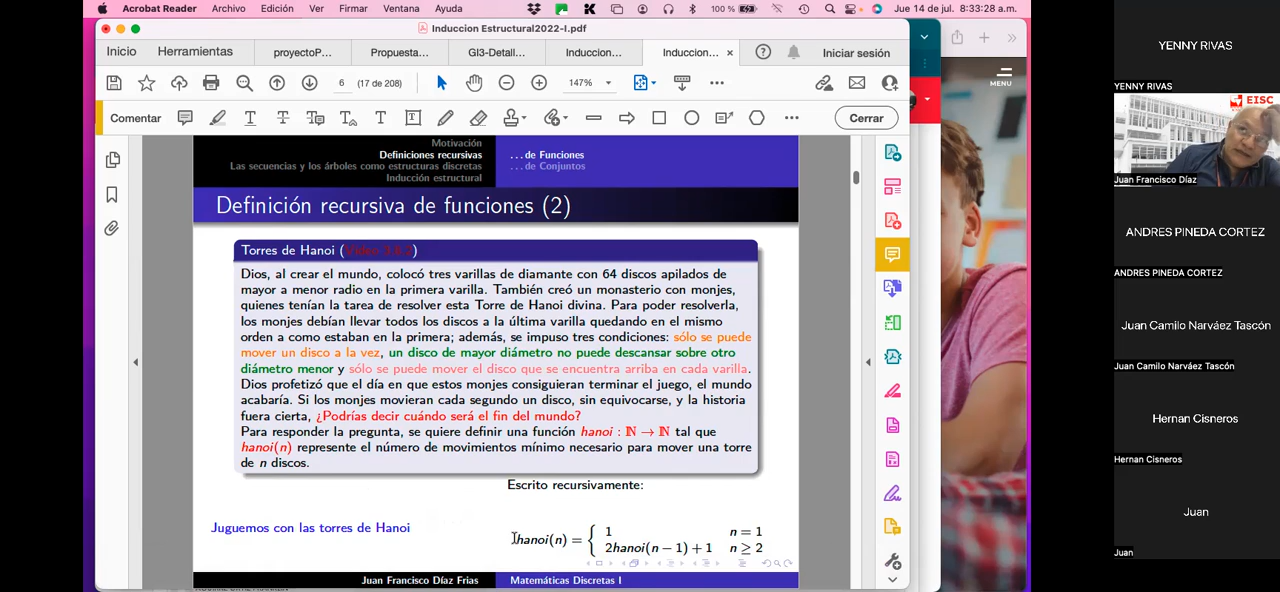 Acrobat Reader Archivo Edición Ver Firmar Ventana Ayuda 100 % Jue 14 de jul. 8:33:28 a.m.
Induccion Estructural2022-I.pdf
Inicio Herramientas proyectoP... Propuesta... GI3-Detall... Induccion... Induccion... × Iniciar sesión
6 (17 de 208) 147%
Comentar Cerrar
MENU
Motivación
Definiciones recursivas
Las secuencias y los árboles como estructuras discretas
Inducción estructural
...de Funciones
...de Conjuntos
Definición recursiva de funciones (2)
Torres de Hanoi (Video 3.6.2)
Dios, al crear el mundo, colocó tres varillas de diamante con 64 discos apilados de
mayor a menor radio en la primera varilla. También creó un monasterio con monjes,
quienes tenían la tarea de resolver esta Torre de Hanoi divina. Para poder resolverla,
los monjes debían llevar todos los discos a la última varilla quedando en el mismo
orden a como estaban en la primera; además, se impuso tres condiciones: sólo se puede
mover un disco a la vez, un disco de mayor diámetro no puede descansar sobre otro
diámetro menor y sólo se puede mover el disco que se encuentra arriba en cada varilla.
Dios profetizó que el día en que estos monjes consiguieran terminar el juego, el mundo
acabaría. Si los monjes movieran cada segundo un disco, sin equivocarse, y la historia
fuera cierta, ¿Podrías decir cuándo será el fin del mundo?
Para responder la pregunta, se quiere definir una función hanoi : ℕ → ℕ tal que
hanoi(n) representa el número de movimientos mínimo necesario para mover una torre
de n discos.
Escrito recursivamente:
Juguemos con las torres de Hanoi
hanoi(n) = { 1 n = 1
2hanoi(n − 1) + 1 n ≥ 2
Juan Francisco Díaz Frias Matemáticas Discretas I
YENNY RIVAS
YENNY RIVAS
EISC
Juan Francisco Díaz
ANDRES PINEDA CORTEZ
ANDRES PINEDA CORTEZ
Juan Camilo Narváez Tascón
Juan Camilo Narváez Tascón
Hernan Cisneros
Hernan Cisneros
Juan
Juan